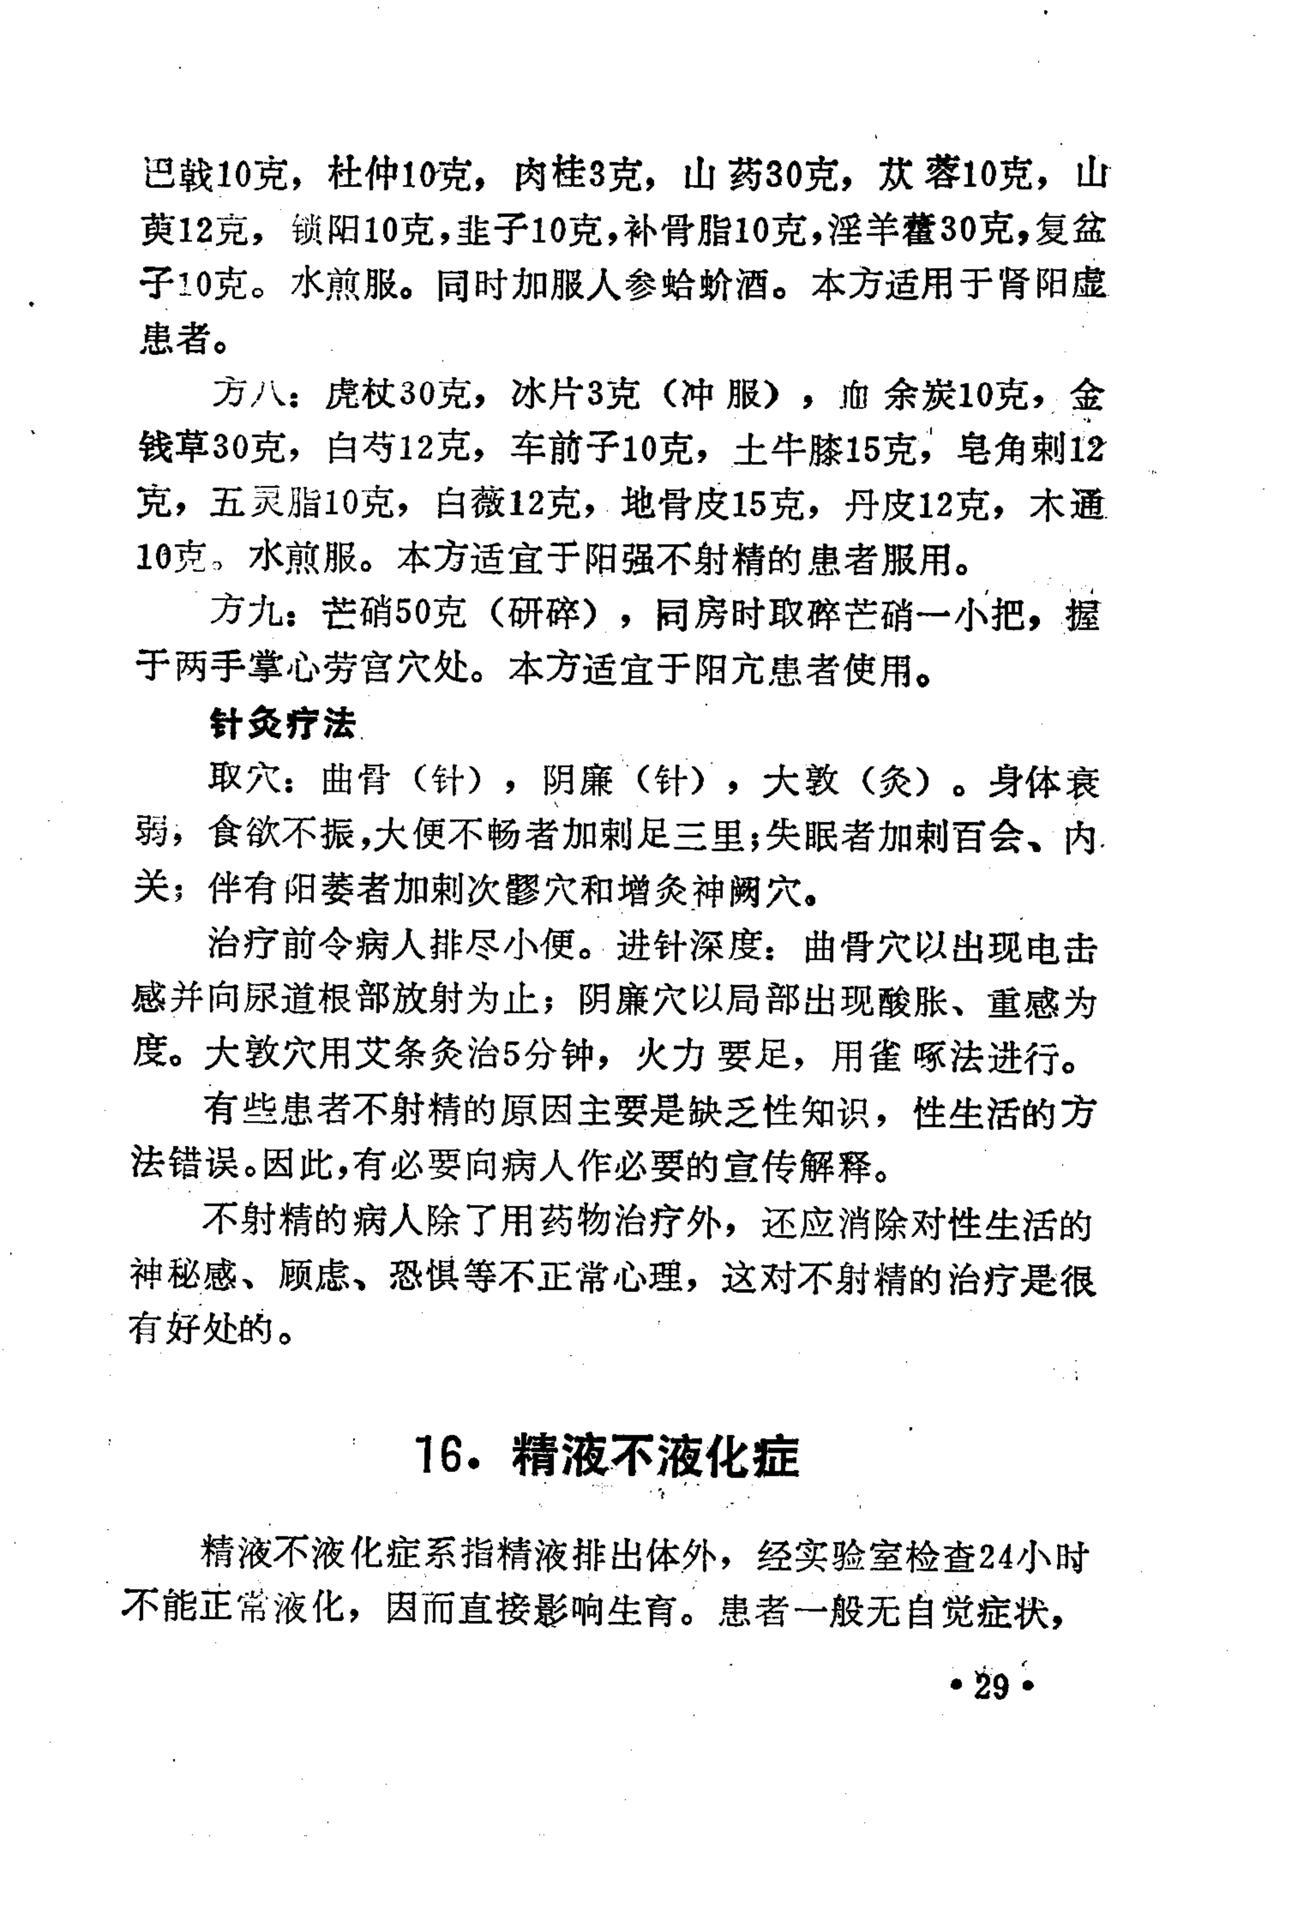 巴戟10克，杜仲10克，肉桂3克，山药30克，苁蓉10克，山
萸12克，锁阳10克，韭子10克，补骨脂10克，淫羊藿30克，复盆
子10克。水煎服。同时加服人参蛤蚧酒。本方适用于肾阳虚
患者。
方八：虎杖30克，冰片3克（冲服），血余炭10克，金
钱草30克，白芍12克，车前子10克，土牛膝15克，皂角刺12
克，五灵脂10克，白薇12克，地骨皮15克，丹皮12克，木通
10克。水煎服。本方适宜于阳强不射精的患者服用。
方九：芒硝50克（研碎），同房时取碎芒硝一小把，握
于两手掌心劳宫穴处。本方适宜于阳亢患者使用。
针灸疗法
取穴：曲骨（针），阴廉（针），大敦（灸）。身体衰
弱，食欲不振，大便不畅者加刺足三里；失眠者加刺百会、内
关；伴有阳萎者加刺次髎穴和增灸神阙穴。
治疗前令病人排尽小便。进针深度：曲骨穴以出现电击
感并向尿道根部放射为止；阴廉穴以局部出现酸胀、重感为
度。大敦穴用艾条灸治5分钟，火力要足，用雀啄法进行。
有些患者不射精的原因主要是缺乏性知识，性生活的方
法错误。因此，有必要向病人作必要的宣传解释。
不射精的病人除了用药物治疗外，还应消除对性生活的
神秘感、顾虑、恐惧等不正常心理，这对不射精的治疗是很
有好处的。
16．精液不液化症
精液不液化症系指精液排出体外，经实验室检查24小时
不能正常液化，因而直接影响生育。患者一般无自觉症状，
·29·